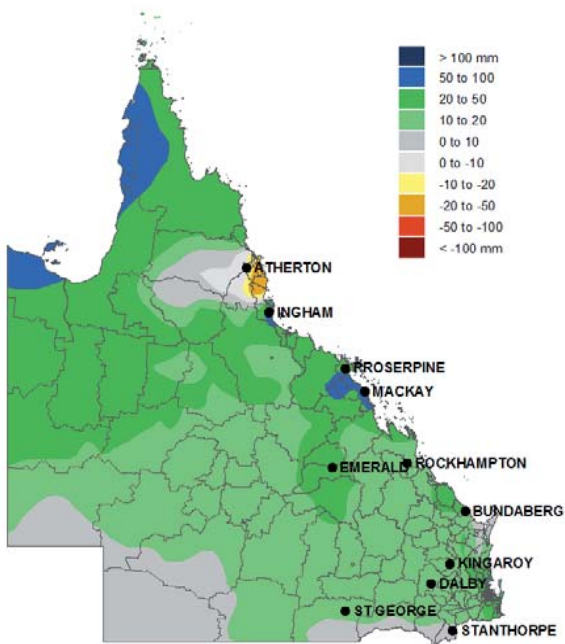 > 100 mm
50 to 100
20 to 50
10 to 20
0 to 10
0 to -10
-10 to -20
-20 to -50
-50 to -100
< -100 mm
ATHERTON
INGHAM
PROSERPINE
MACKAY
EMERALD
ROCKHAMPTON
BUNDABERG
KINGAROY
DALBY
ST GEORGE
STANTHORPE